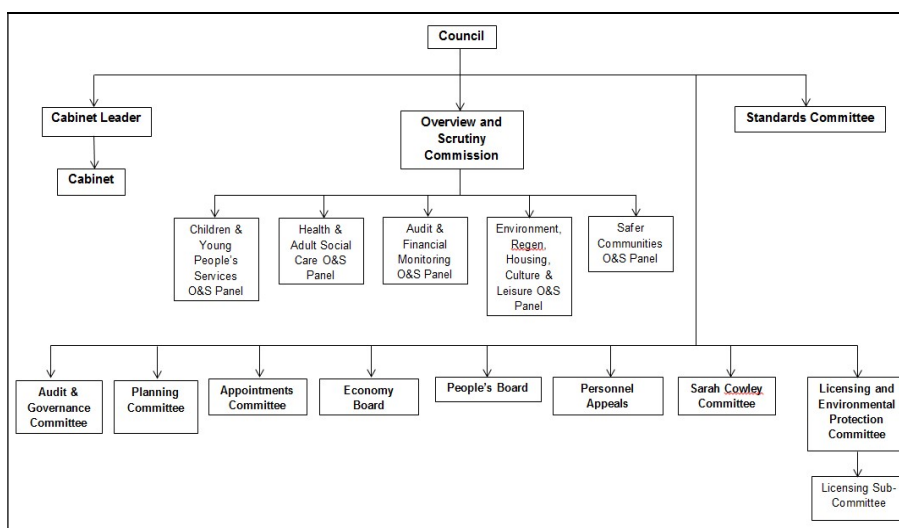 Council
Cabinet Leader
Overview and
Scrutiny
Commission
Standards Committee
Cabinet
Children &
Young
People's
Services
O&S Panel
Health &
Adult Social
Care O&S
Panel
Audit &
Financial
Monitoring
O&S Panel
Environment,
Regen,
Housing,
Culture &
Leisure O&S
Panel
Safer
Communities
O&S Panel
Audit &
Governance
Committee
Planning
Committee
Appointments
Committee
Economy
Board
People's Board
Personnel
Appeals
Sarah Cowley
Committee
Licensing and
Environmental
Protection
Committee
Licensing Sub-
Committee